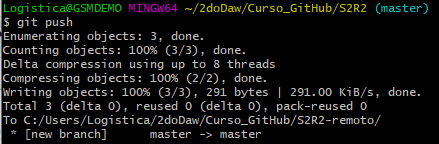 Logistica@GSMDEMO MINGW64 ~/2doDaw/Curso_GitHub/S2R2 (master)
$ git push
Enumerating objects: 3, done.
Counting objects: 100% (3/3), done.
Delta compression using up to 8 threads
Compressing objects: 100% (2/2), done.
Writing objects: 100% (3/3), 291 bytes | 291.00 KiB/s, done.
Total 3 (delta 0), reused 0 (delta 0), pack-reused 0
To C:/Users/Logistica/2doDaw/Curso_GitHub/S2R2-remoto/
 * [new branch]      master -> master